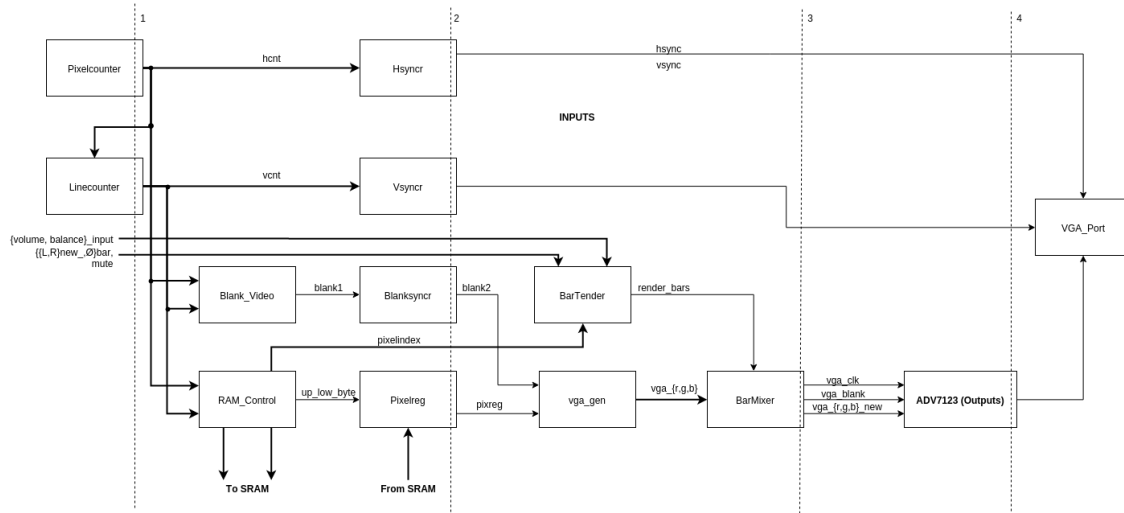 1
2
3
4
Pixelcounter
hcnt
Hsyncr
hsync
vsync
INPUTS
Linecounter
vcnt
Vsyncr
VGA_Port
{volume, balance}_input
{{L,R}new_,Ø}bar,
mute
Blank_Video
blank1
Blanksyncr
blank2
BarTender
render_bars
pixelindex
RAM_Control
up_low_byte
Pixelreg
pixreg
vga_gen
vga_{r,g,b}
BarMixer
vga_clk
vga_blank
vga_{r,g,b}_new
ADV7123 (Outputs)
To SRAM
From SRAM